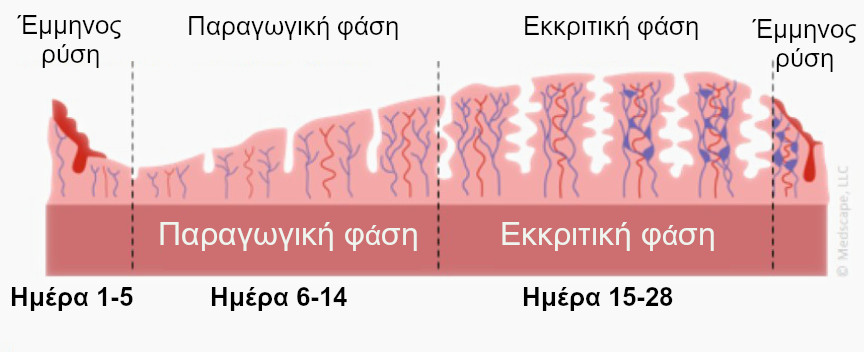 Έμμηνος
ρύση
Παραγωγική φάση
Εκκριτική φάση
Έμμηνος
ρύση
Παραγωγική φάση
Εκκριτική φάση
© Medscape, LLC
Ημέρα 1-5
Ημέρα 6-14
Ημέρα 15-28